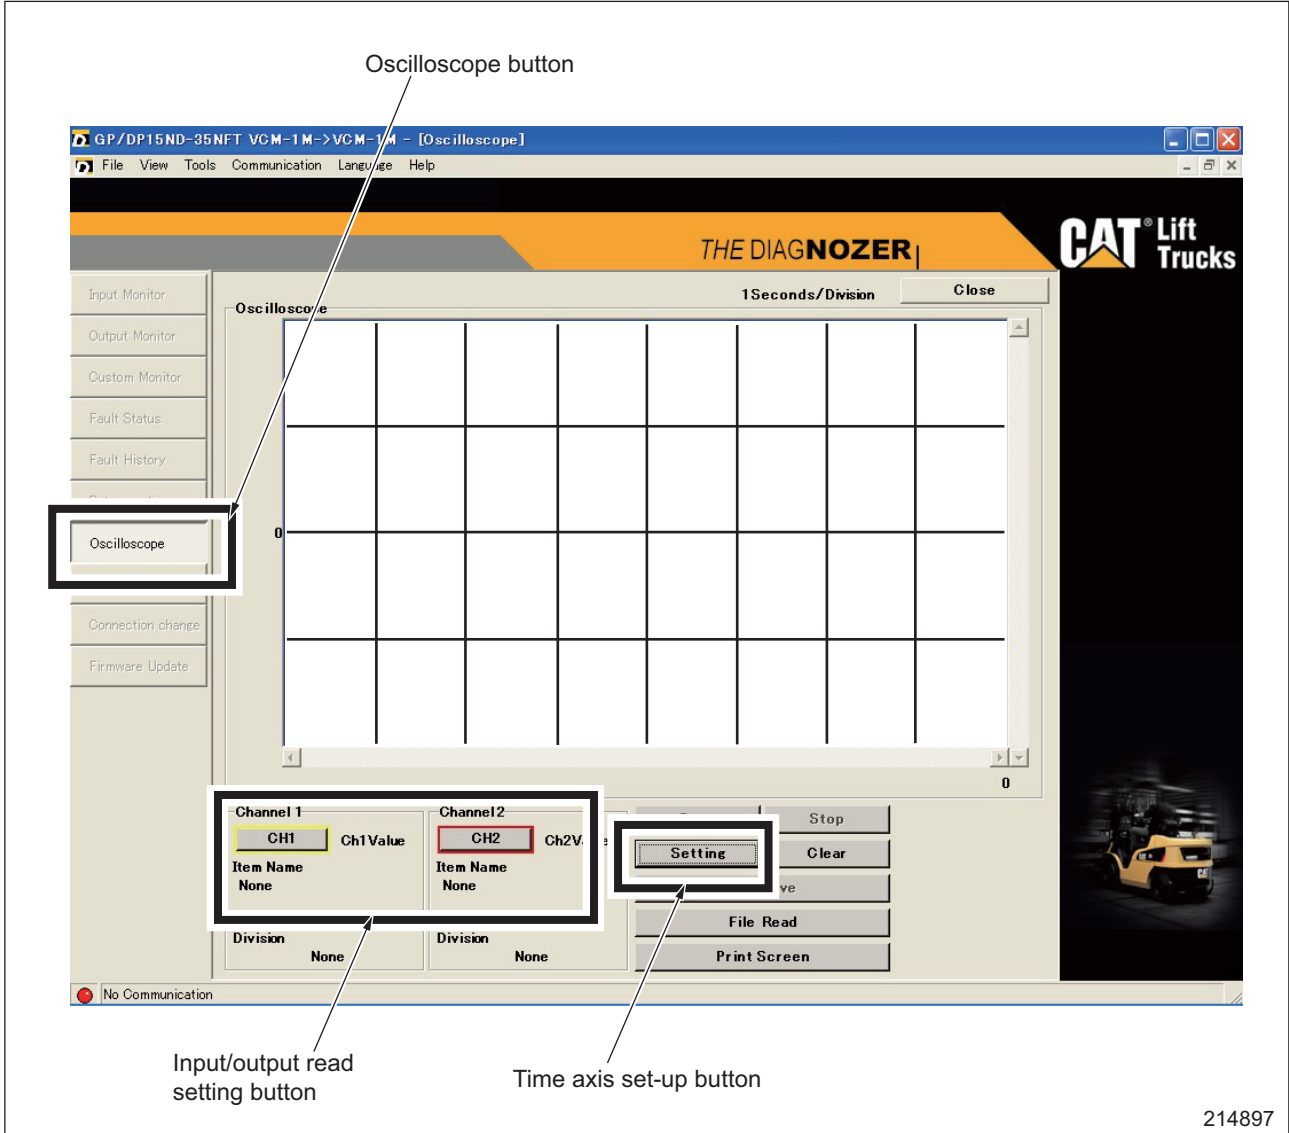 Oscilloscope button
GP/DP15ND-35NFT VCM-1M->VCM-1M - [Oscilloscope]
File View Tools Communication Language Help
THE DIAGNOZER
CAT® Lift Trucks
Input Monitor
Output Monitor
Custom Monitor
Fault Status
Fault History
Oscilloscope
Connection change
Firmware Update
Oscilloscope
1Seconds/Division
Close
0
0
Channel 1
CH1
Ch1Value
Item Name
None
Division
None
Channel2
CH2
Item Name
None
Division
None
Stop
Setting
Clear
File Read
Print Screen
No Communication
Input/output read
setting button
Time axis set-up button
214897